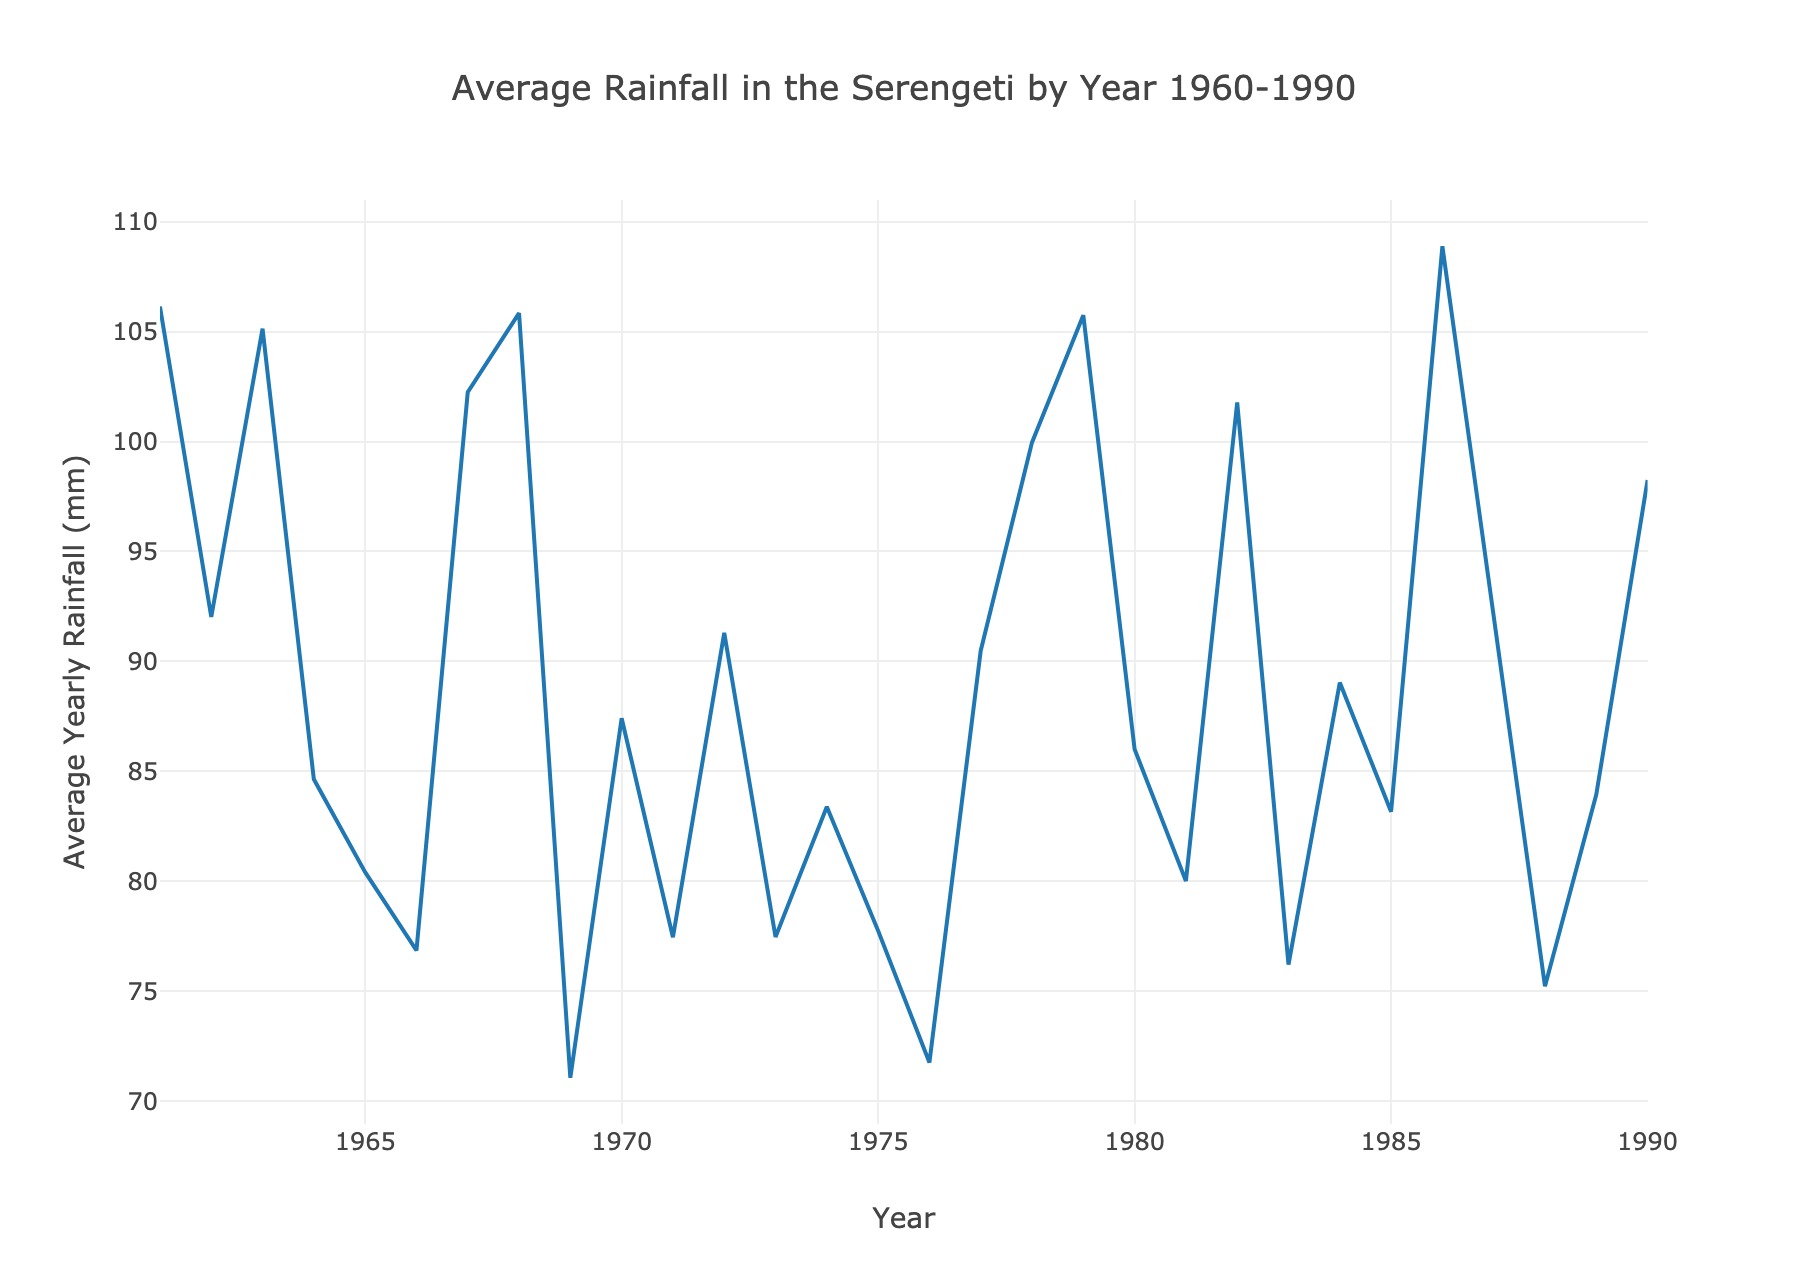 Average Rainfall in the Serengeti by Year 1960-1990
110
105
100
95
90
85
80
75
70
Average Yearly Rainfall (mm)
1965 1970 1975 1980 1985 1990
Year